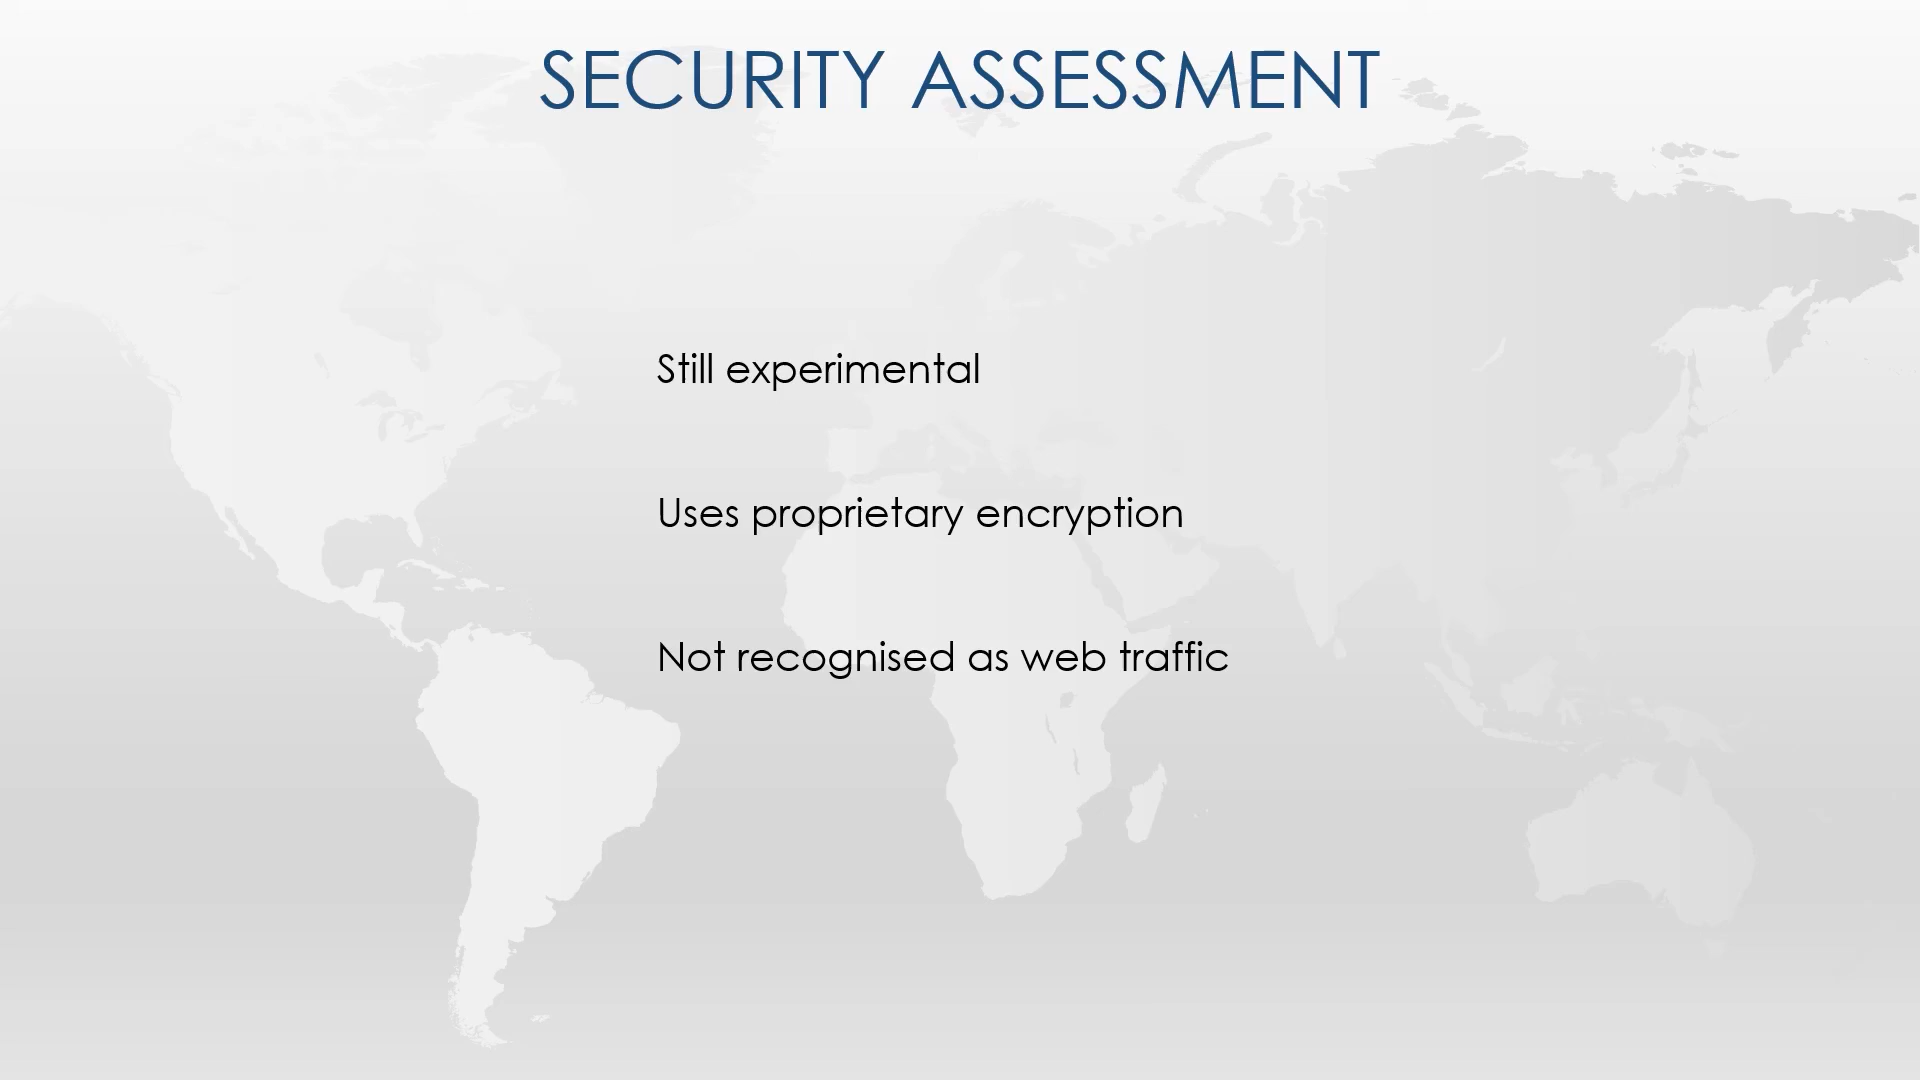 SECURITY ASSESSMENT
Still experimental
Uses proprietary encryption
Not recognised as web traffic